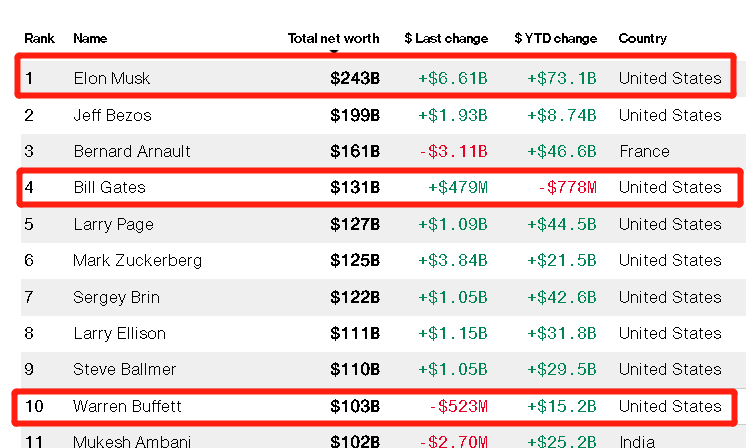 Rank Name Total net worth $ Last change $ YTD change Country
1 Elon Musk $243B +$6.61B +$73.1B United States
2 Jeff Bezos $199B +$1.93B +$8.74B United States
3 Bernard Arnault $161B -$3.11B +$46.6B France
4 Bill Gates $131B +$479M -$778M United States
5 Larry Page $127B +$1.09B +$44.5B United States
6 Mark Zuckerberg $125B +$3.84B +$21.5B United States
7 Sergey Brin $122B +$1.05B +$42.6B United States
8 Larry Ellison $111B +$1.15B +$31.8B United States
9 Steve Ballmer $110B +$1.05B +$29.5B United States
10 Warren Buffett $103B -$523M +$15.2B United States
11 Mukesh Ambani $102B -$2.70M +$25.2B India